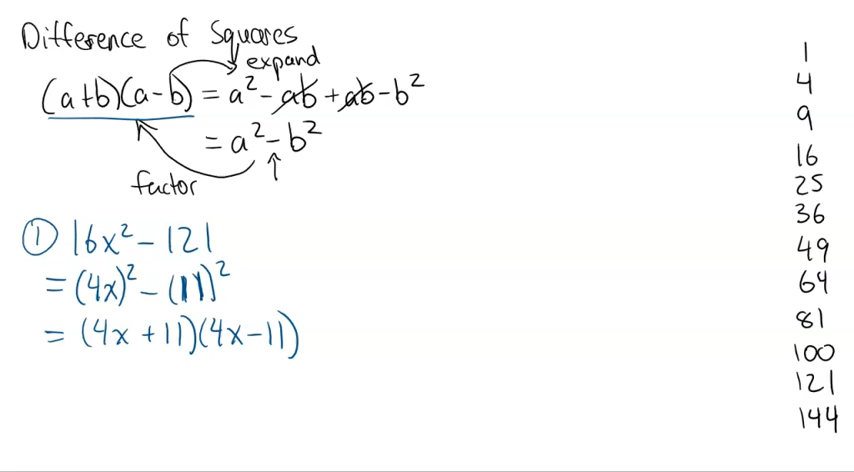 Difference of Squares
expand
(a+b)(a-b) = a² - ab + ab - b²
= a² - b²
factor
① 16x² - 121
= (4x)² - (11)²
= (4x + 11)(4x - 11)
1
4
9
16
25
36
49
64
81
100
121
144